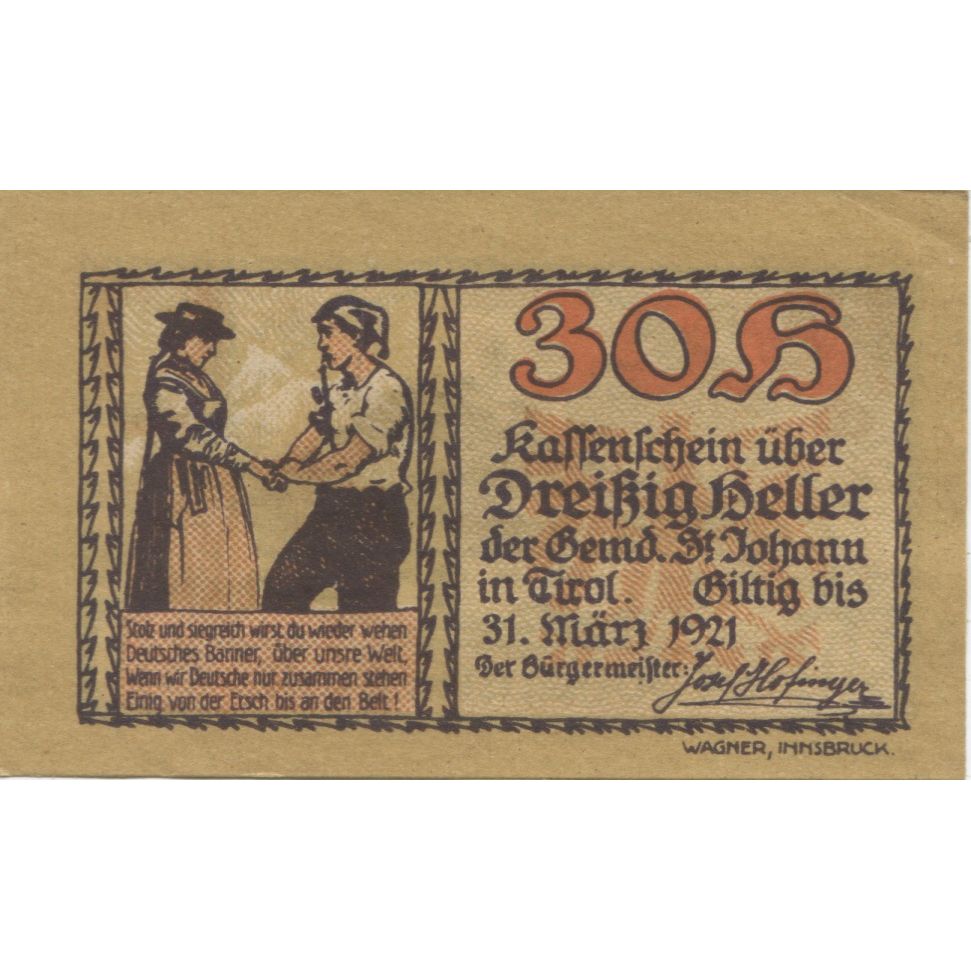 Stolz und siegreich wirst du wieder wehen
Deutsches Banner, über unsre Welt,
Wenn wir Deutsche nur zusammen stehen
Einig von der Etsch bis an den Belt!
30 H
Kassenschein über
Dreißig Heller
der Gemd. St Johann
in Tirol. Giltig bis
31. März 1921
Der Bürgermeister: Josef Hofinger
WAGNER, INNSBRUCK.